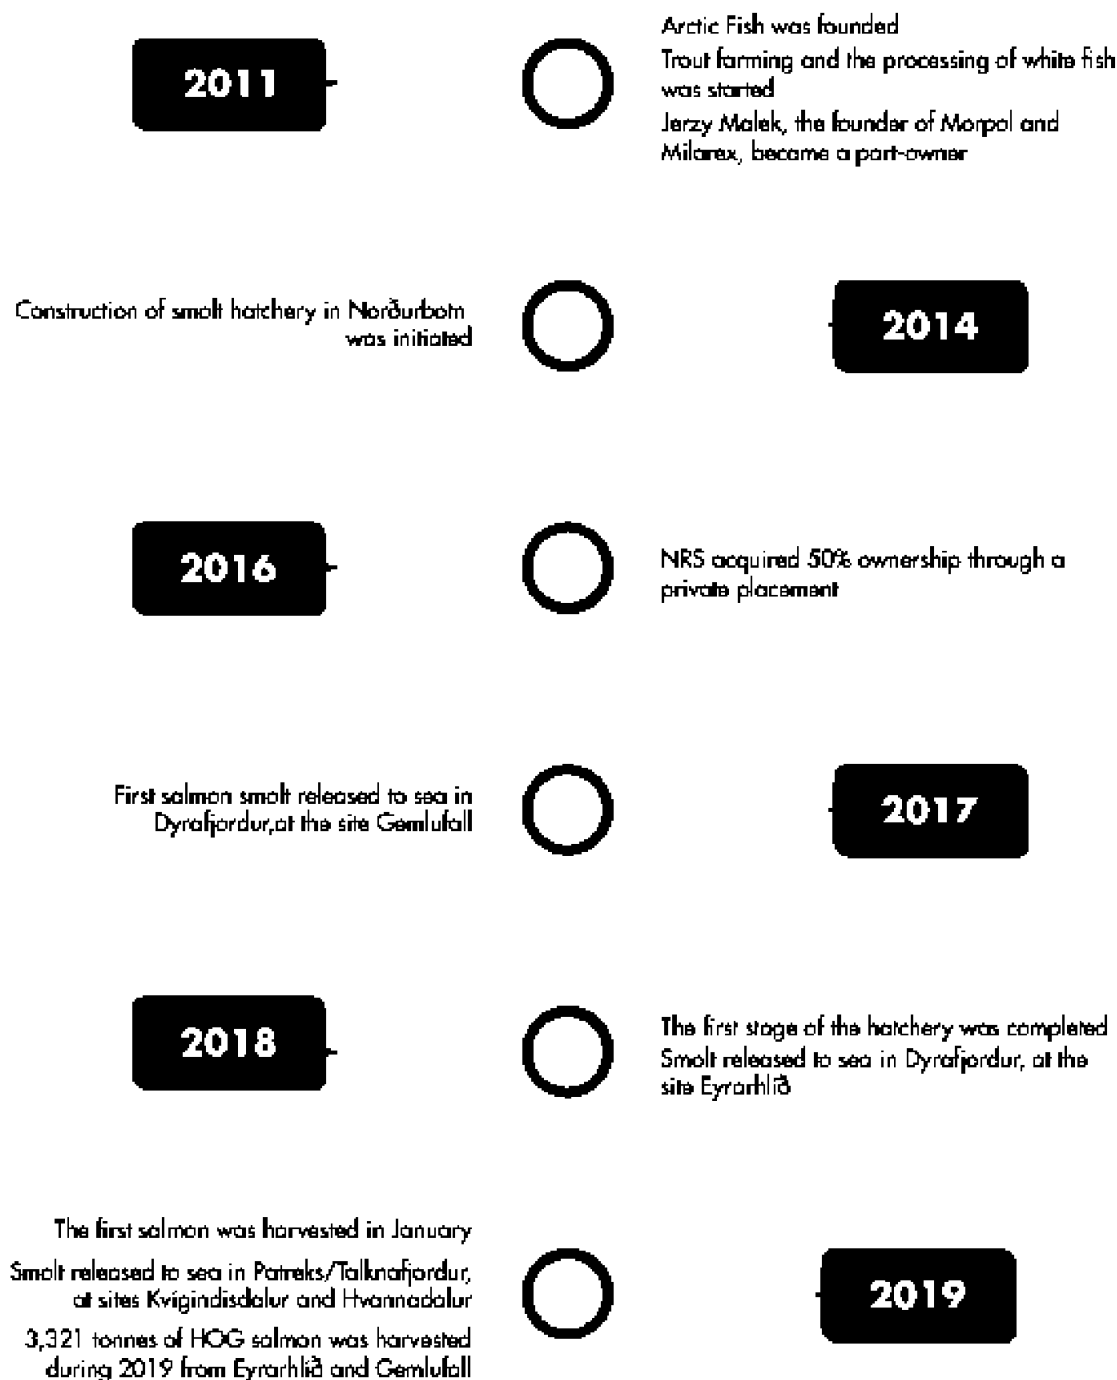 2011
Arctic Fish was founded
Trout farming and the processing of white fish
was started
Jerzy Malek, the founder of Morpol and
Milarex, became a part-owner
Construction of smolt hatchery in Norðurbotn
was initiated
2014
2016
NRS acquired 50% ownership through a
private placement
First salmon smolt released to sea in
Dyrafjordur,at the site Gemlufall
2017
2018
The first stage of the hatchery was completed
Smolt released to sea in Dyrafjordur, at the
site Eyrarhlið
The first salmon was harvested in January
Smolt released to sea in Patreks/Talknafjordur,
at sites Kvigindisdalur and Hvannadalur
3,321 tonnes of HOG salmon was harvested
during 2019 from Eyrarhlið and Gemlufall
2019